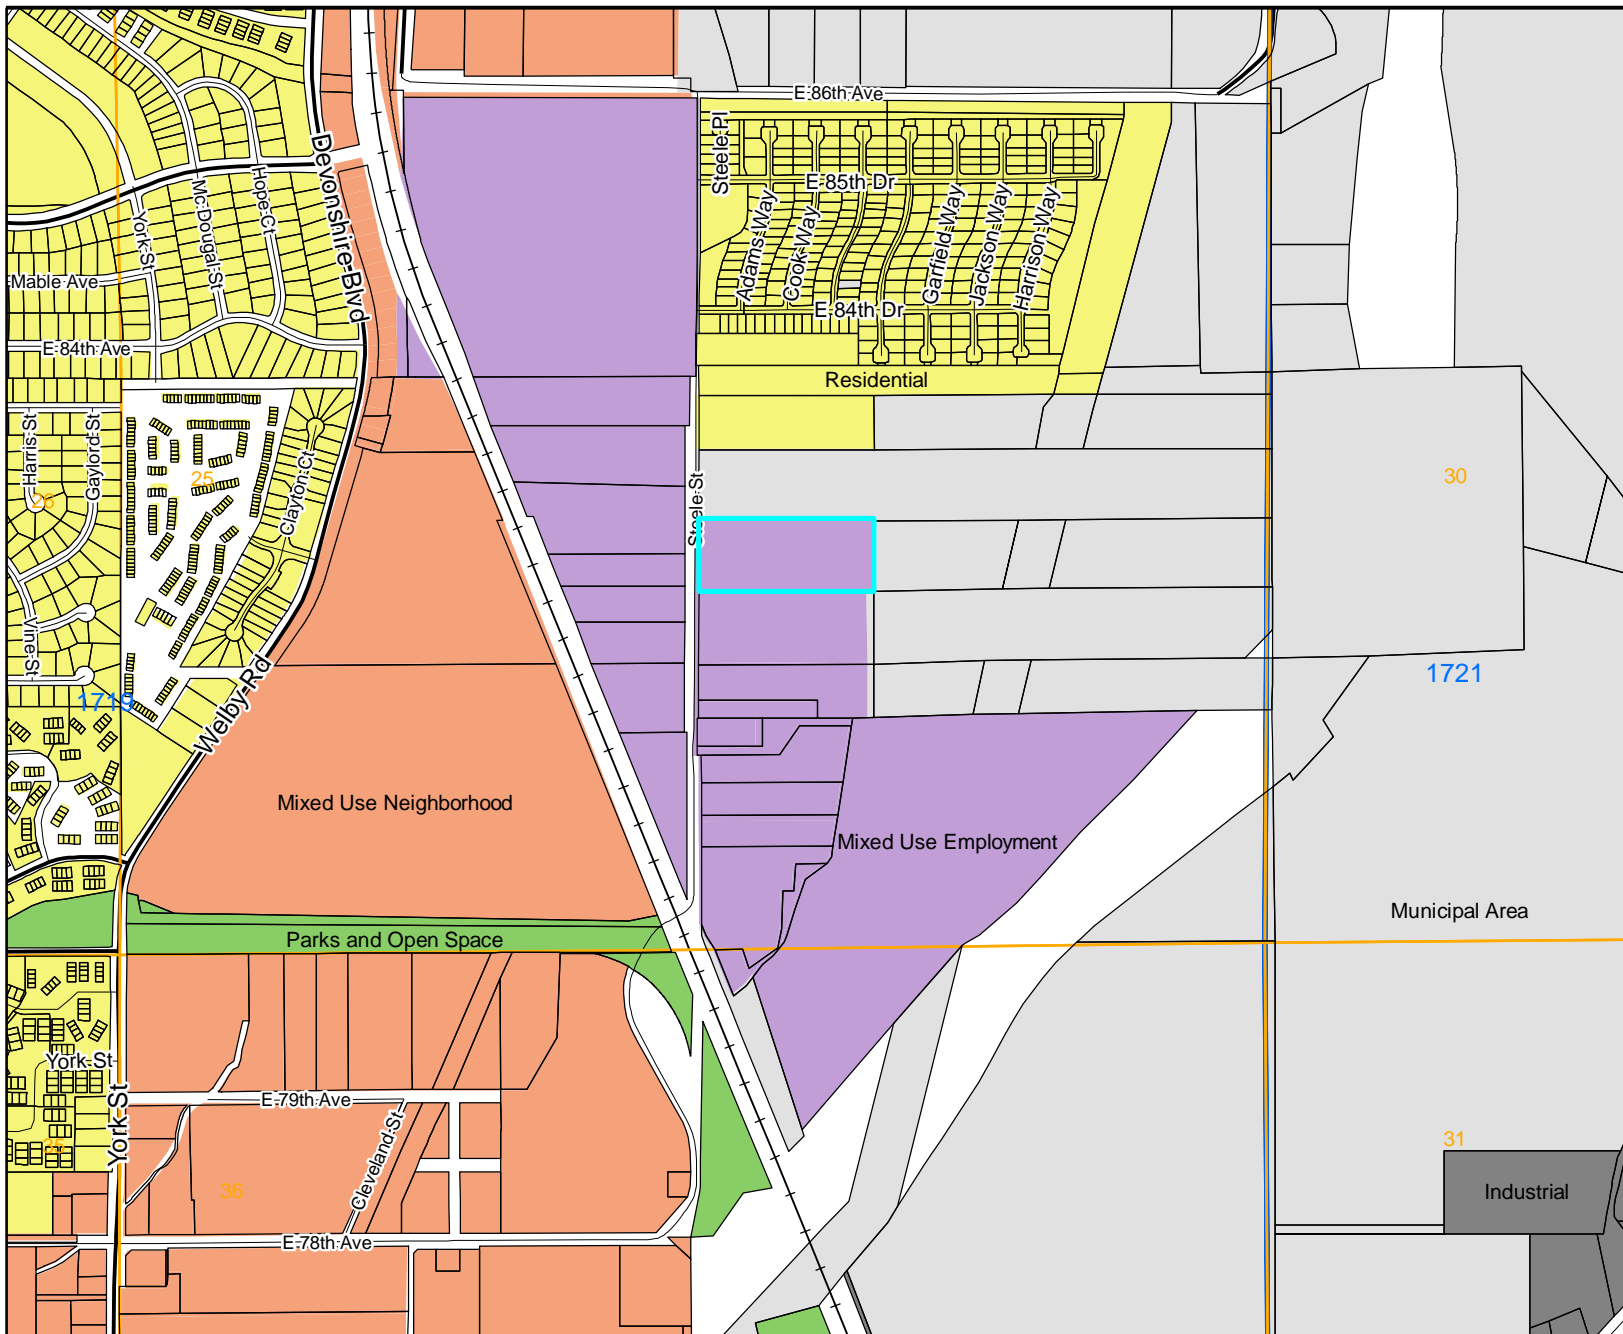 E 86th Ave
Steele Pl
Devonshire Blvd
Hope Ct
Mc Dougal St
York St
E 85th Dr
Adams Way
Cook Way
Garfield Way
Jackson Way
Harrison Way
Mable Ave
E 84th Dr
E 84th Ave
Residential
Harris St
Gaylord St
Clayton Ct
25
26
30
Steele St
Vine St
Welby Rd
1719
1721
Mixed Use Neighborhood
Mixed Use Employment
Municipal Area
Parks and Open Space
York St
York St
E 79th Ave
Cleveland St
35
36
31
Industrial
E 78th Ave